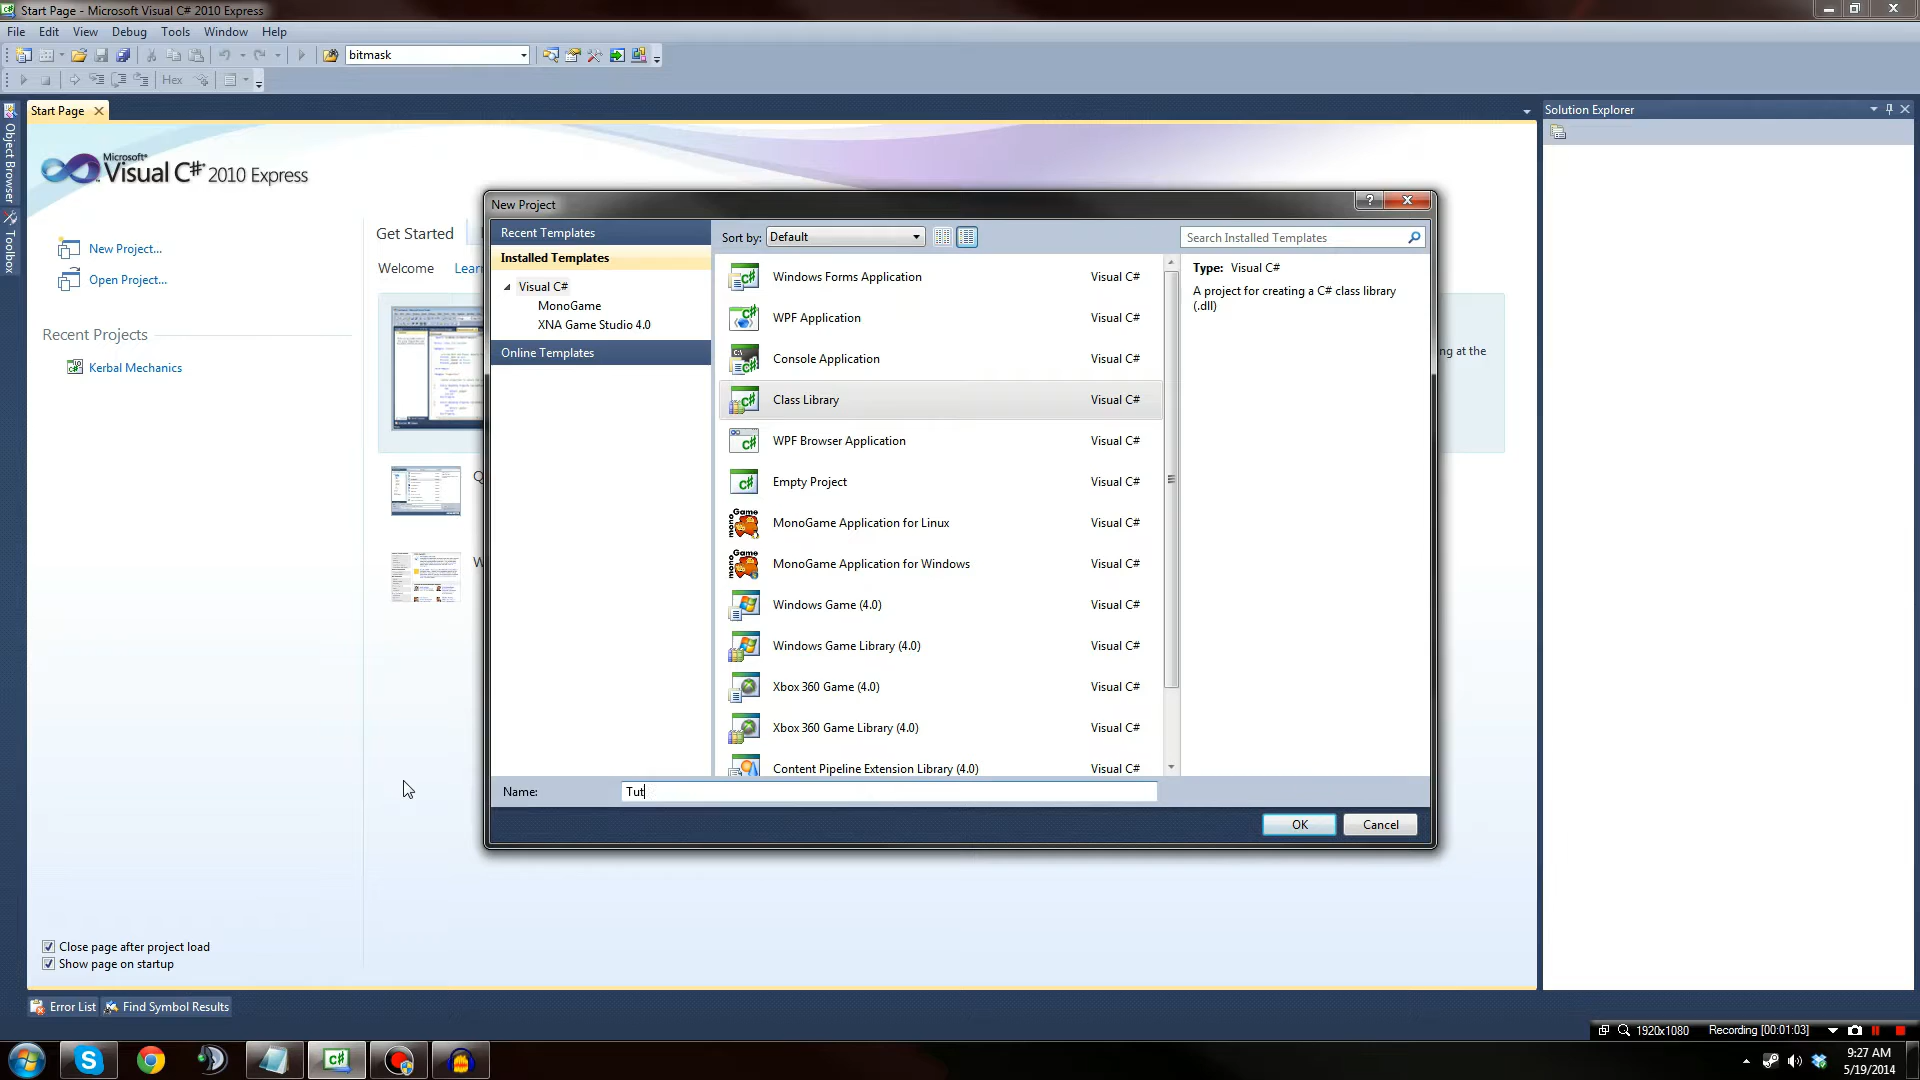 Start Page - Microsoft Visual C# 2010 Express
File Edit View Debug Tools Window Help
bitmask
Hex
Object Browser
Toolbox
Start Page
Solution Explorer
Microsoft®
Visual C#® 2010 Express
New Project...
Open Project...
Recent Projects
Kerbal Mechanics
Get Started
Welcome Lear
ng at the
Q
W
New Project
Recent Templates
Installed Templates
Visual C#
MonoGame
XNA Game Studio 4.0
Online Templates
Sort by: Default
Search Installed Templates
Windows Forms Application Visual C#
WPF Application Visual C#
Console Application Visual C#
Class Library Visual C#
WPF Browser Application Visual C#
Empty Project Visual C#
MonoGame Application for Linux Visual C#
MonoGame Application for Windows Visual C#
Windows Game (4.0) Visual C#
Windows Game Library (4.0) Visual C#
Xbox 360 Game (4.0) Visual C#
Xbox 360 Game Library (4.0) Visual C#
Content Pipeline Extension Library (4.0) Visual C#
Type: Visual C#
A project for creating a C# class library
(.dll)
Name: Tut
OK Cancel
Close page after project load
Show page on startup
Error List Find Symbol Results
1920x1080 Recording [00:01:03]
9:27 AM
5/19/2014